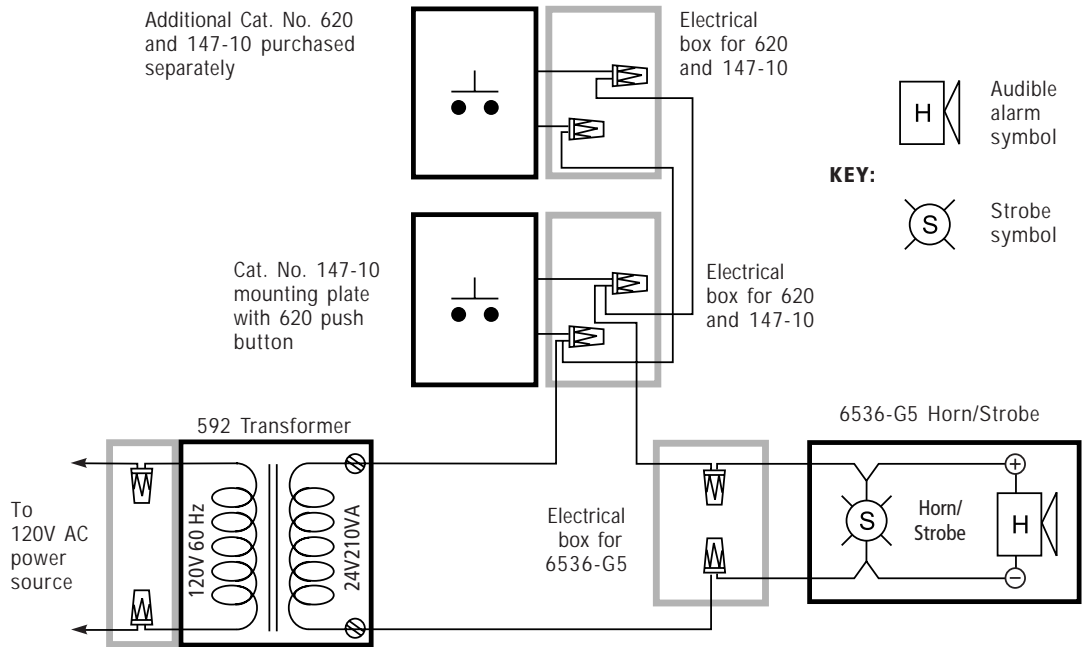 Additional Cat. No. 620
and 147-10 purchased
separately
Electrical
box for 620
and 147-10
H
Audible
alarm
symbol
KEY:
S
Strobe
symbol
Cat. No. 147-10
mounting plate
with 620 push
button
Electrical
box for 620
and 147-10
592 Transformer
6536-G5 Horn/Strobe
To
120V AC
power
source
120V 60 Hz
24V210VA
Electrical
box for
6536-G5
S
Horn/
Strobe
+
H
−